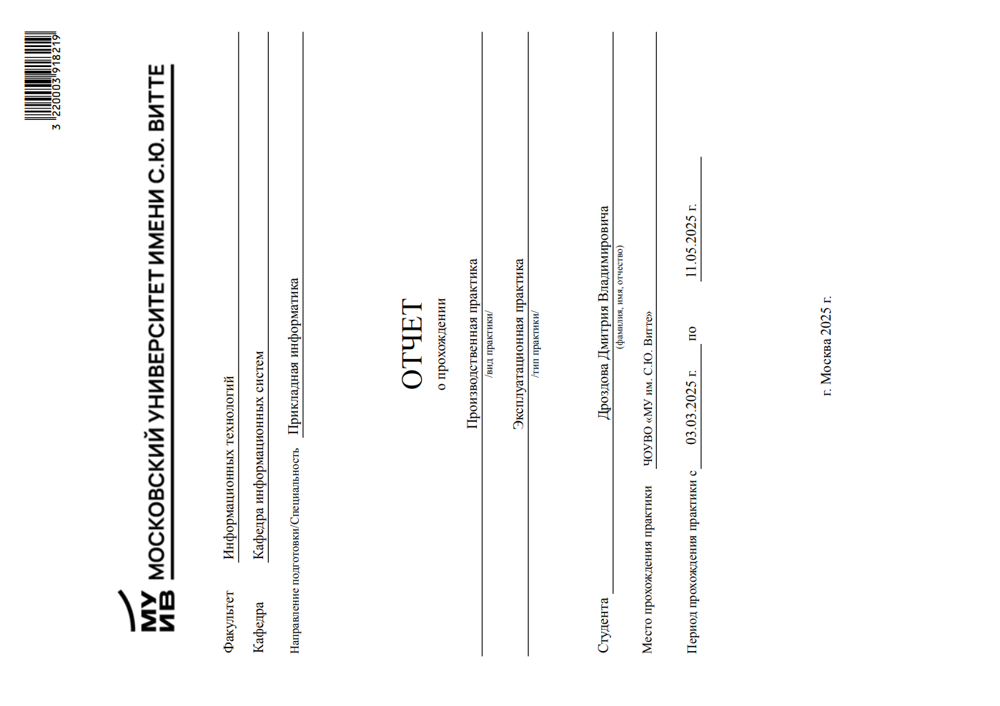 3 220003 918219
МУ ИВ МОСКОВСКИЙ УНИВЕРСИТЕТ ИМЕНИ С.Ю. ВИТТЕ
Факультет Информационных технологий
Кафедра Кафедра информационных систем
Направление подготовки/Специальность Прикладная информатика
ОТЧЕТ
о прохождении
Производственная практика
/вид практики/
Эксплуатационная практика
/тип практики/
Студента Дроздова Дмитрия Владимировича
(фамилия, имя, отчество)
Место прохождения практики ЧОУВО «МУ им. С.Ю. Витте»
Период прохождения практики с 03.03.2025 г. по 11.05.2025 г.
г. Москва 2025 г.